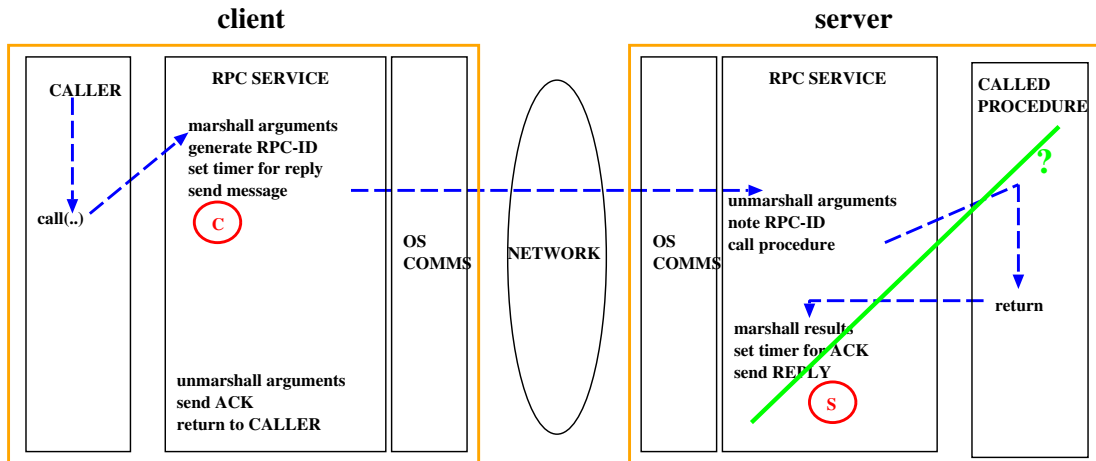 client
server
CALLER
call(..)
RPC SERVICE
marshall arguments
generate RPC-ID
set timer for reply
send message
C
unmarshall arguments
send ACK
return to CALLER
OS
COMMS
NETWORK
OS
COMMS
RPC SERVICE
unmarshall arguments
note RPC-ID
call procedure
marshall results
set timer for ACK
send REPLY
S
CALLED
PROCEDURE
?
return